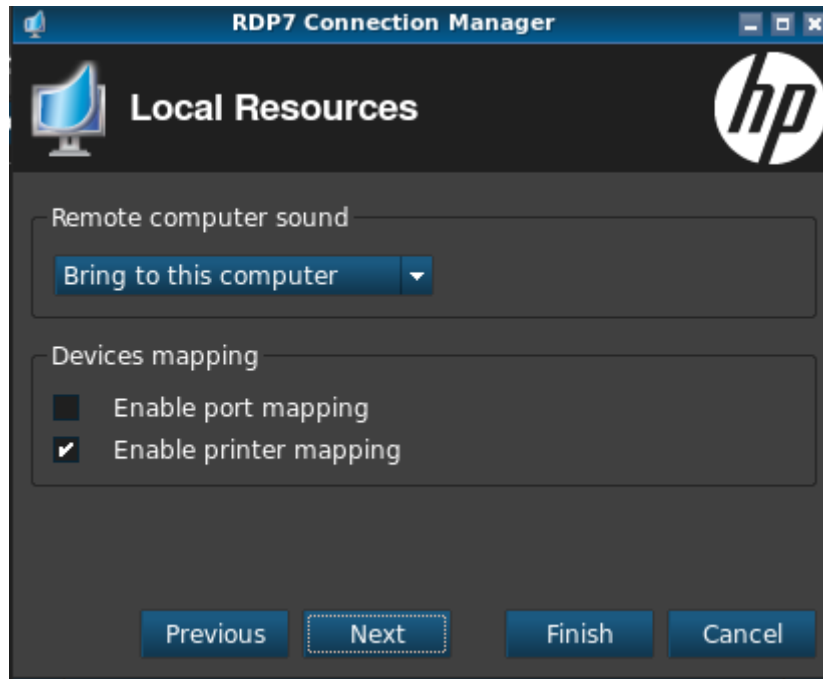 RDP7 Connection Manager
Local Resources
hp
Remote computer sound
Bring to this computer
Devices mapping
Enable port mapping
Enable printer mapping
Previous Next Finish Cancel